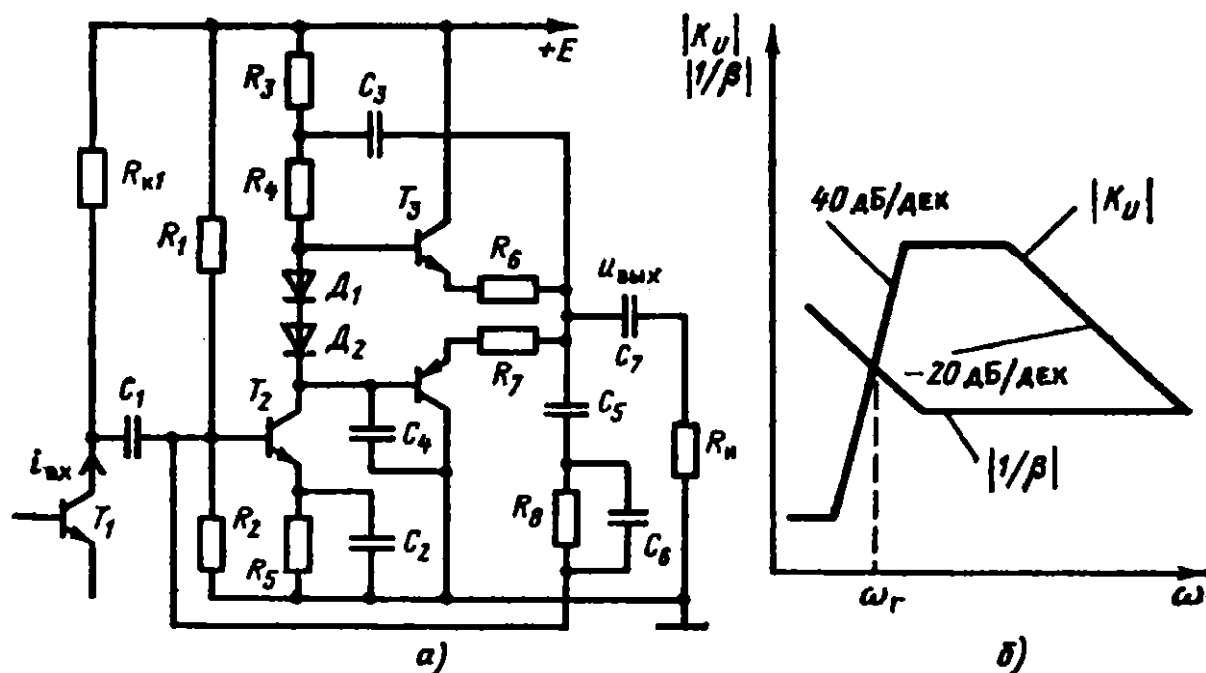 +E
R3
C3
Rк1
R4
T3
R1
R6
Д1
uвых
Д2
R7
C7
C1
T2
C5
iвх
C4
Rн
T1
R2
R8
R5
C2
C6
а)
|KU|
|1/β|
40 дБ/дек
|KU|
−20 дБ/дек
|1/β|
ωг
ω
б)